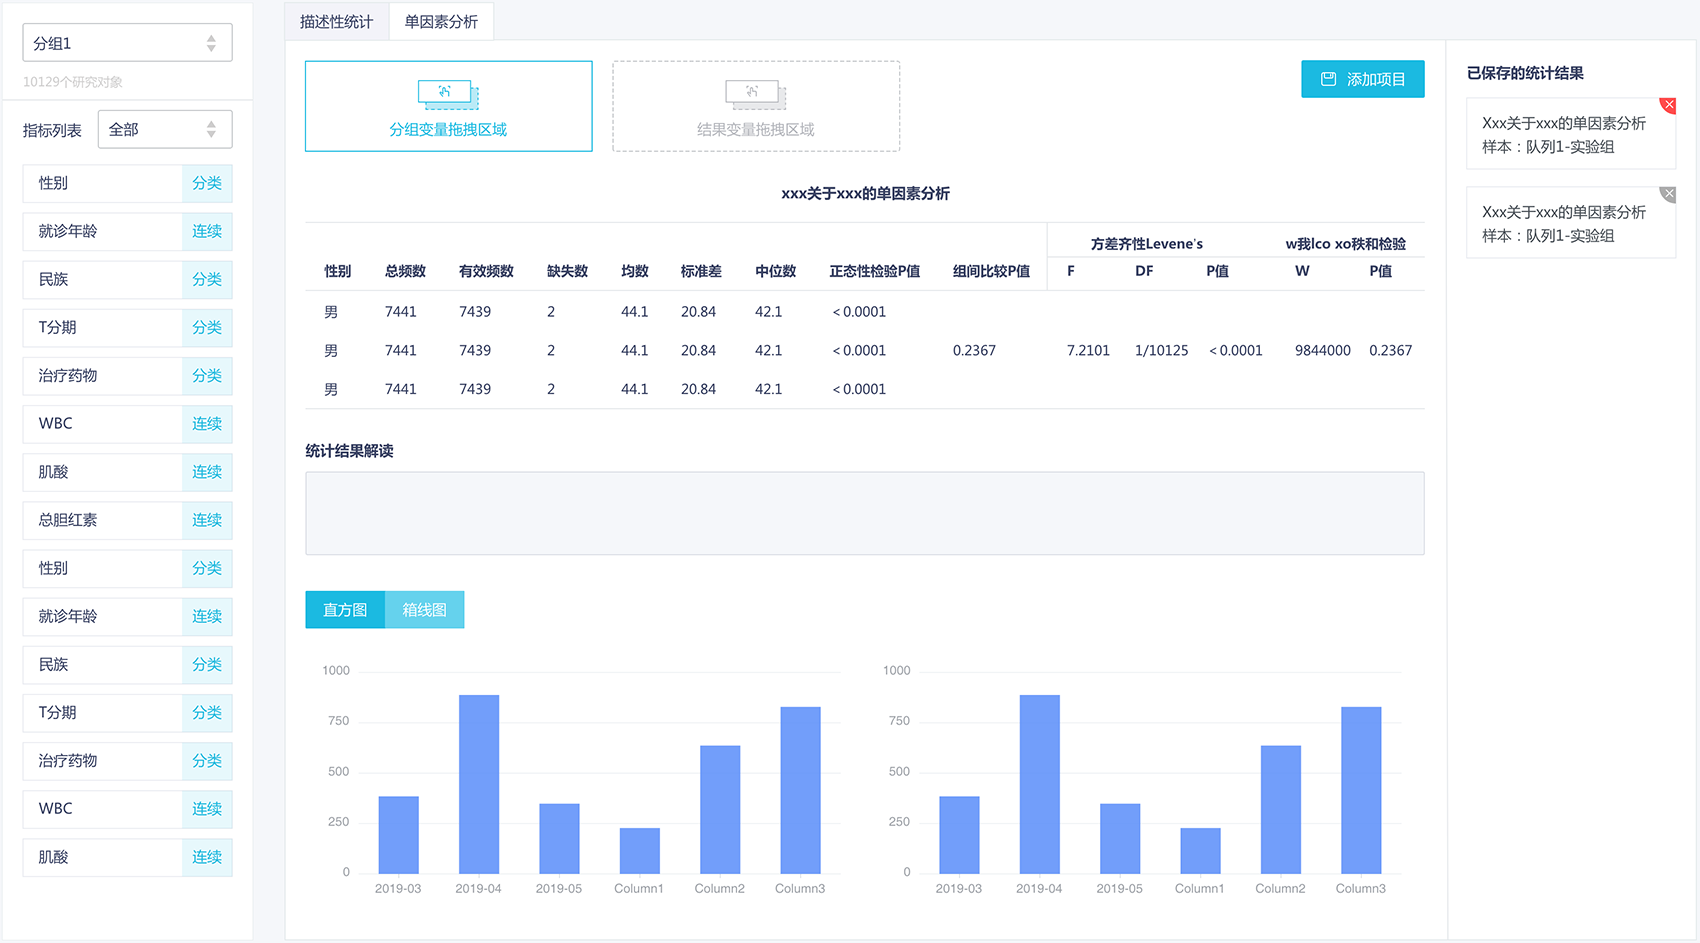 分组1
10129个研究对象
指标列表 全部
性别 分类
就诊年龄 连续
民族 分类
T分期 分类
治疗药物 分类
WBC 连续
肌酸 连续
总胆红素 连续
性别 分类
就诊年龄 连续
民族 分类
T分期 分类
治疗药物 分类
WBC 连续
肌酸 连续
描述性统计 单因素分析
分组变量拖拽区域 结果变量拖拽区域
添加项目
xxx关于xxx的单因素分析
方差齐性Levene's w我lco xo秩和检验
性别 总频数 有效频数 缺失数 均数 标准差 中位数 正态性检验P值 组间比较P值 F DF P值 W P值
男 7441 7439 2 44.1 20.84 42.1 <0.0001
男 7441 7439 2 44.1 20.84 42.1 <0.0001 0.2367 7.2101 1/10125 <0.0001 9844000 0.2367
男 7441 7439 2 44.1 20.84 42.1 <0.0001
统计结果解读
直方图 箱线图
1000
750
500
250
0
2019-03 2019-04 2019-05 Column1 Column2 Column3
1000
750
500
250
0
2019-03 2019-04 2019-05 Column1 Column2 Column3
已保存的统计结果
Xxx关于xxx的单因素分析
样本：队列1-实验组
Xxx关于xxx的单因素分析
样本：队列1-实验组